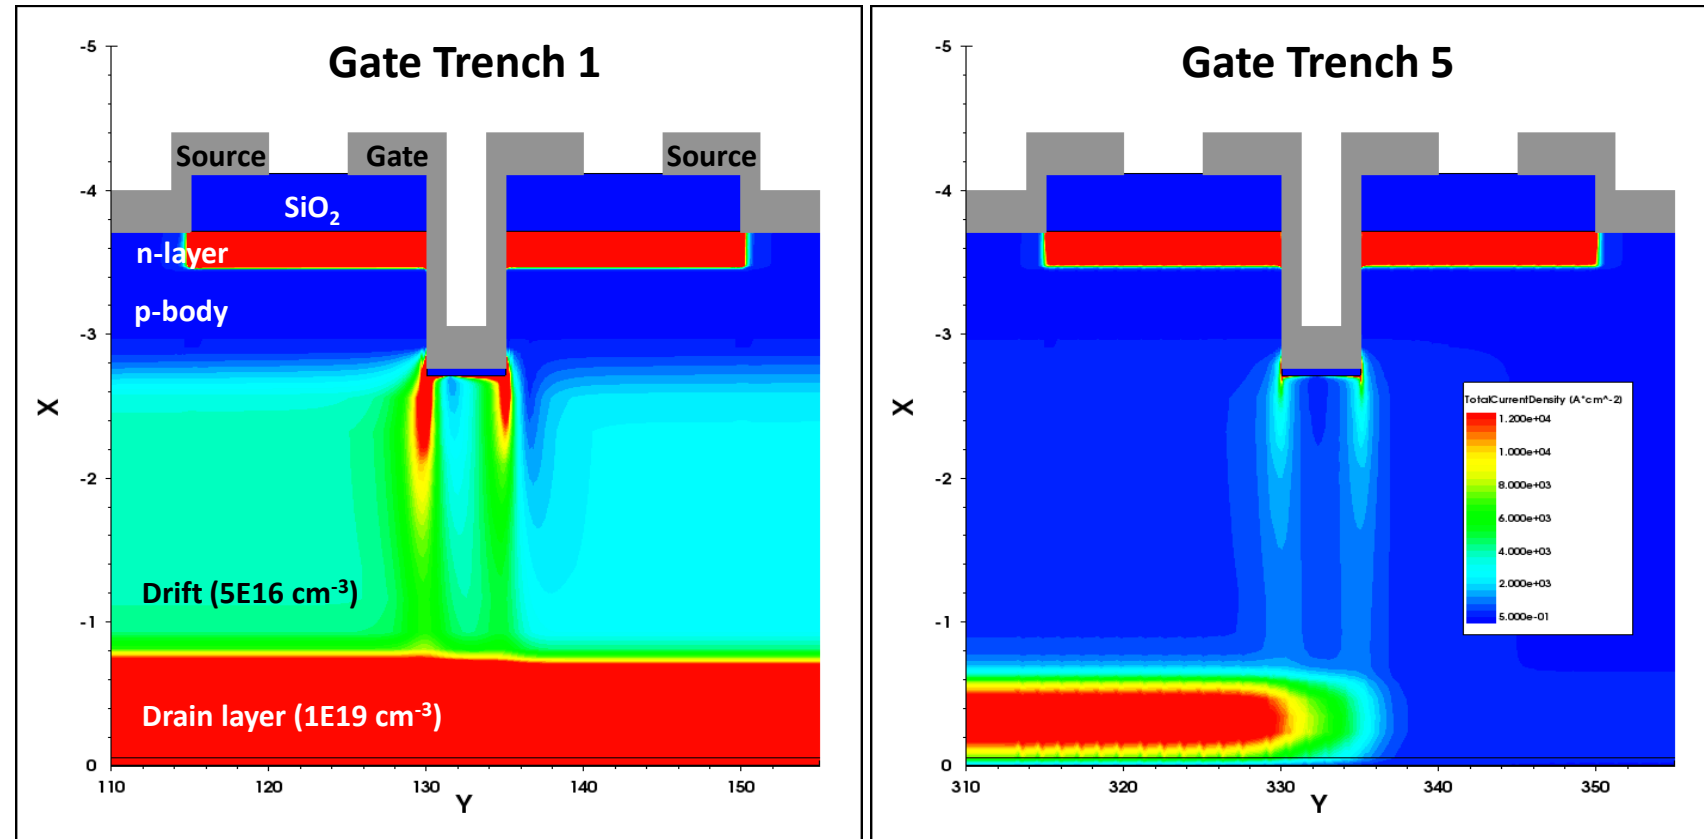 Gate Trench 1
-5
-4
-3
-2
-1
0
X
110
120
130
140
150
Y
Source
Gate
Source
SiO2
n-layer
p-body
Drift (5E16 cm-3)
Drain layer (1E19 cm-3)
Gate Trench 5
-5
-4
-3
-2
-1
0
X
310
320
330
340
350
Y
TotalCurrentDensity (A*cm^-2)
1.200e+04
1.000e+04
8.000e+03
6.000e+03
4.000e+03
2.000e+03
5.000e-01